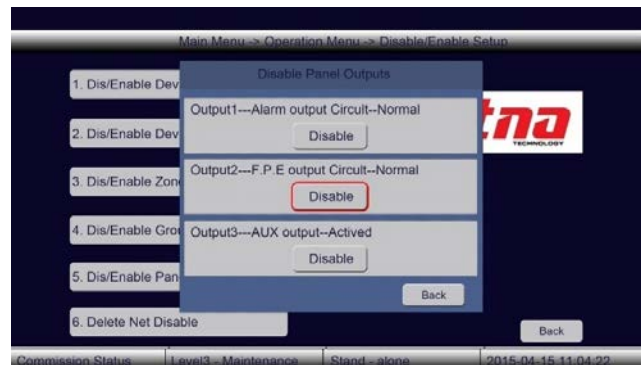 Main Menu -> Operation Menu -> Disable/Enable Setup
Disable Panel Outputs
1. Dis/Enable Dev
Output1---Alarm output Circuit--Normal
Disable
2. Dis/Enable Dev
TECHNOLOGY
Output2---F.P.E output Circuit--Normal
3. Dis/Enable Zon
Disable
4. Dis/Enable Gro
Output3---AUX output--Actived
Disable
5. Dis/Enable Pan
Back
6. Delete Net Disable
Back
Commission Status
Level3 - Maintenance
Stand - alone
2015-04-15 11:04:22